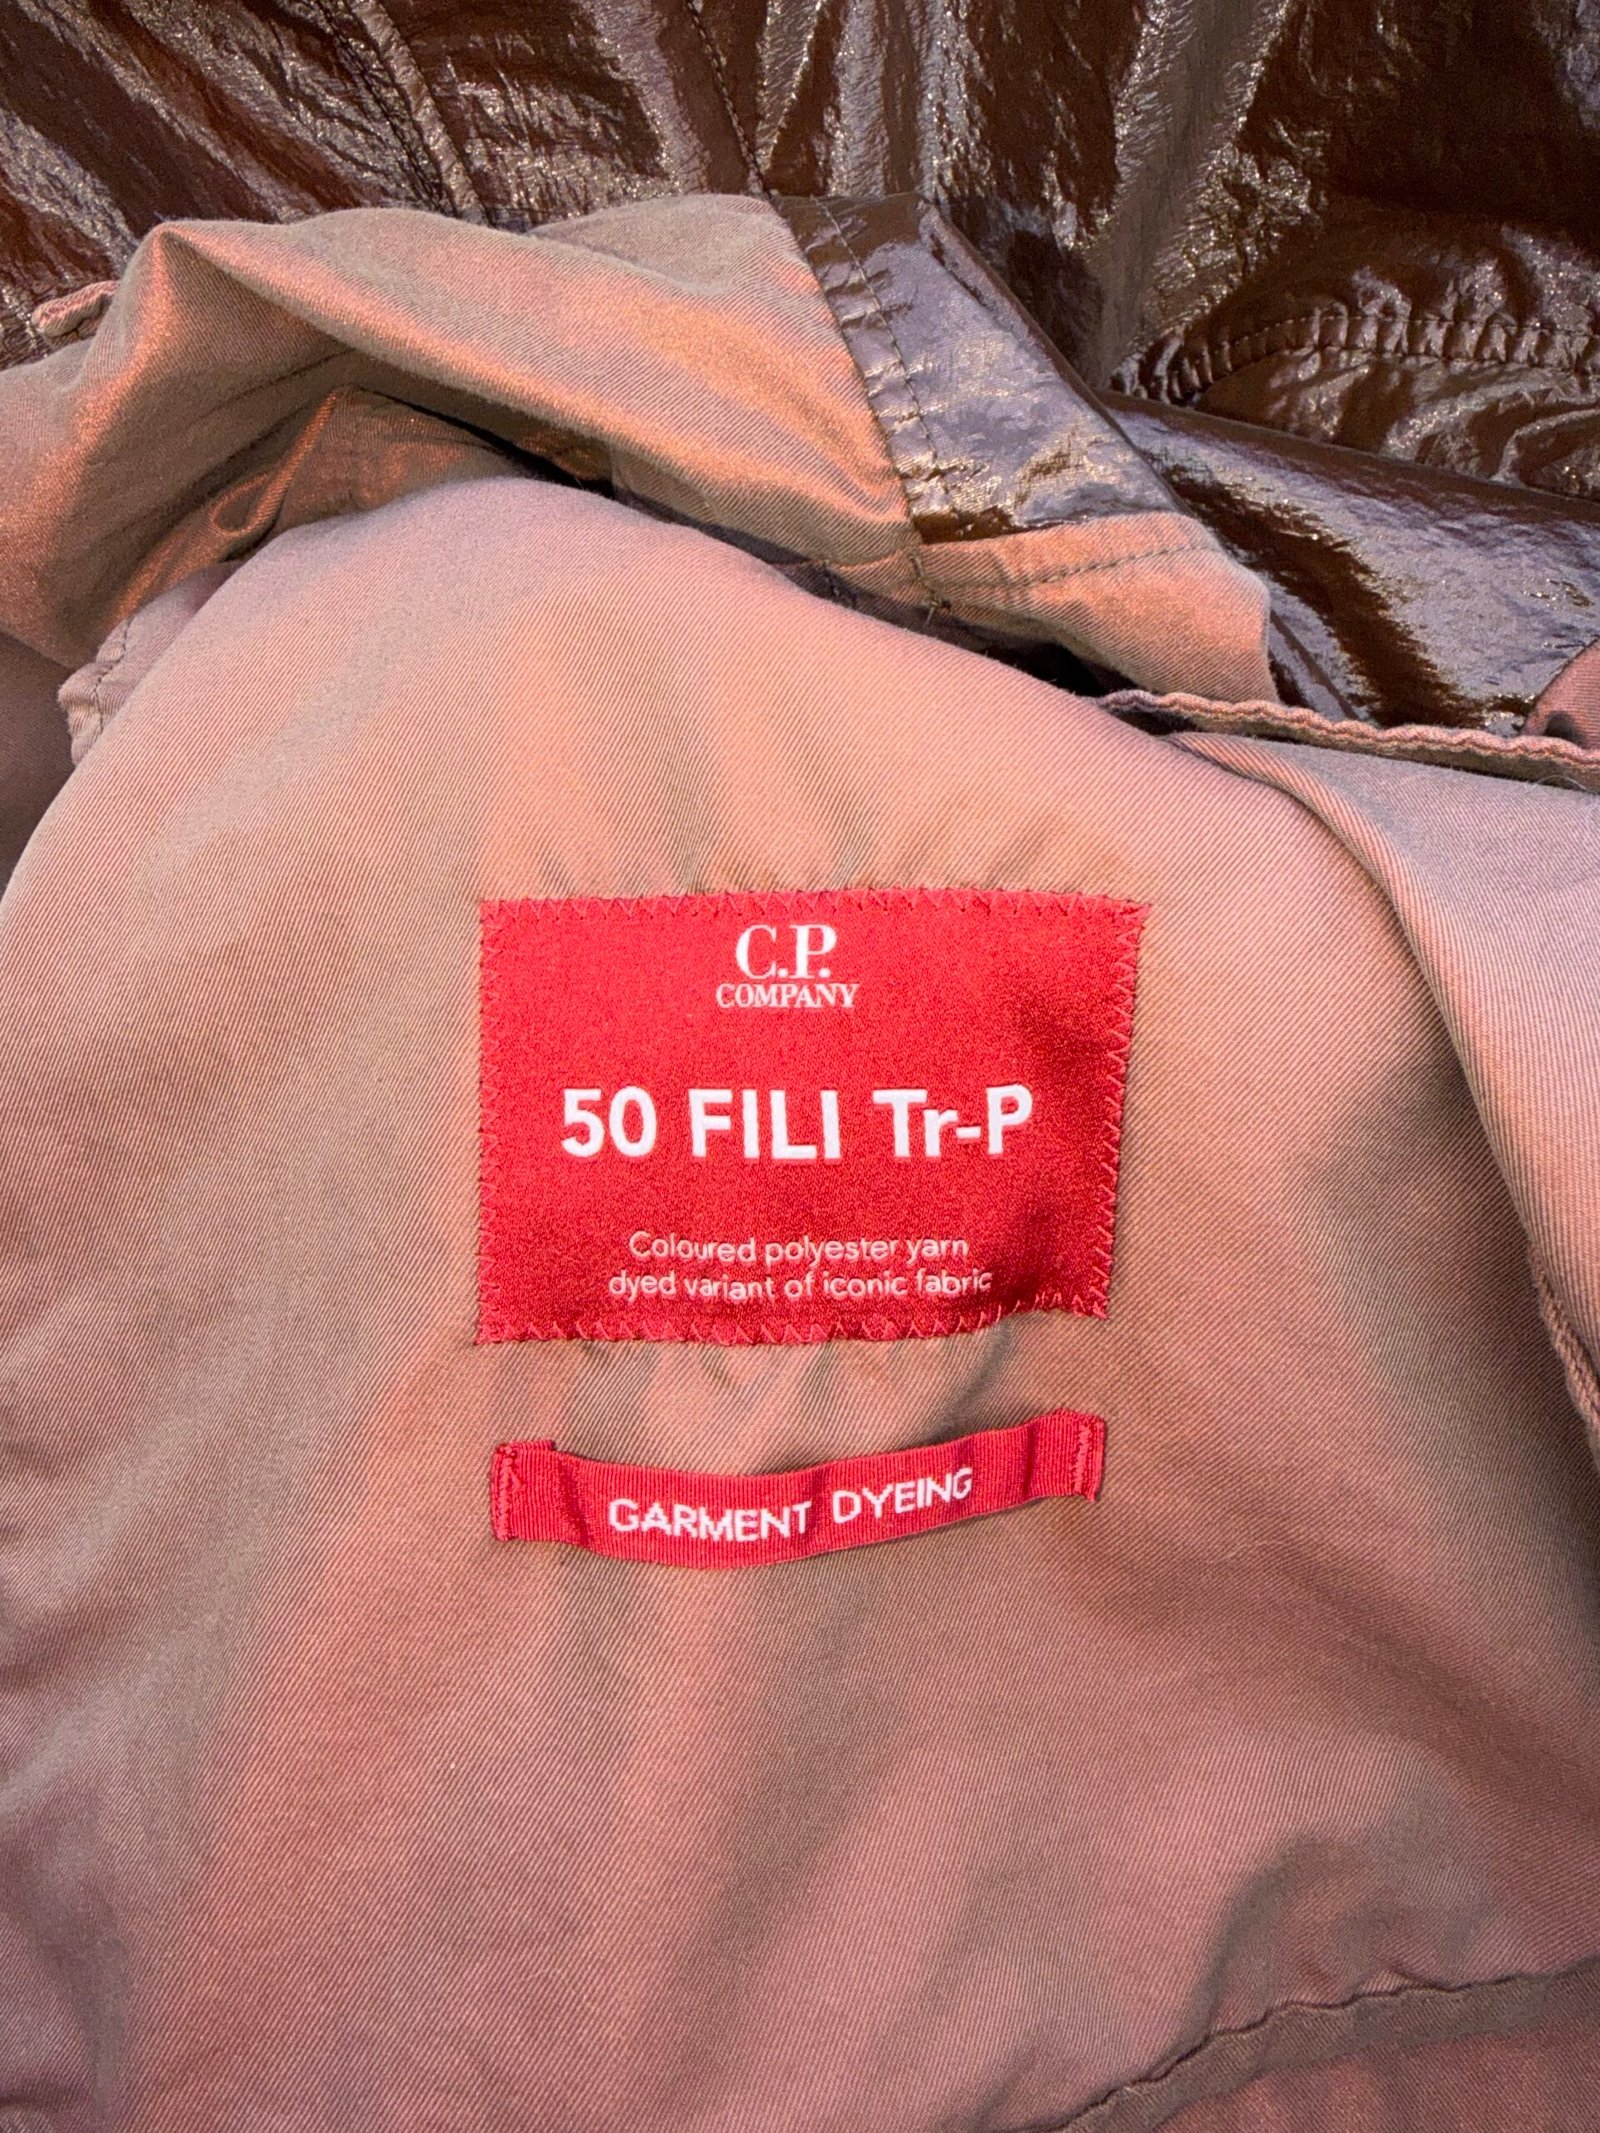 C.P.
COMPANY
50 FILI Tr-P
Coloured polyester yarn
dyed variant of iconic fabric
GARMENT DYEING